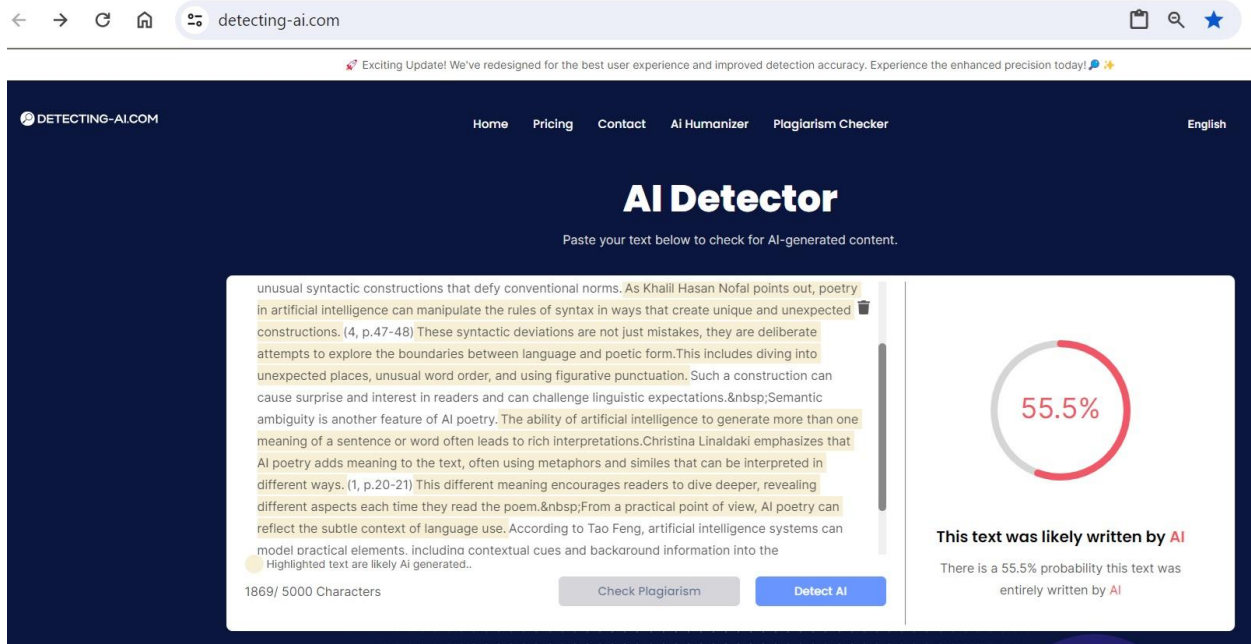 detecting-ai.com
🚀 Exciting Update! We've redesigned for the best user experience and improved detection accuracy. Experience the enhanced precision today!🔎✨
DETECTING-AI.COM
Home Pricing Contact Ai Humanizer Plagiarism Checker English
AI Detector
Paste your text below to check for AI-generated content.
unusual syntactic constructions that defy conventional norms. As Khalil Hasan Nofal points out, poetry
in artificial intelligence can manipulate the rules of syntax in ways that create unique and unexpected
constructions. (4, p.47-48) These syntactic deviations are not just mistakes, they are deliberate
attempts to explore the boundaries between language and poetic form.This includes diving into
unexpected places, unusual word order, and using figurative punctuation. Such a construction can
cause surprise and interest in readers and can challenge linguistic expectations.&nbsp;Semantic
ambiguity is another feature of AI poetry. The ability of artificial intelligence to generate more than one
meaning of a sentence or word often leads to rich interpretations.Christina Linaldaki emphasizes that
AI poetry adds meaning to the text, often using metaphors and similes that can be interpreted in
different ways. (1, p.20-21) This different meaning encourages readers to dive deeper, revealing
different aspects each time they read the poem.&nbsp;From a practical point of view, AI poetry can
reflect the subtle context of language use. According to Tao Feng, artificial intelligence systems can
model practical elements, including contextual cues and background information into the
Highlighted text are likely Ai generated..
1869/ 5000 Characters
Check Plagiarism
Detect AI
55.5%
This text was likely written by AI
There is a 55.5% probability this text was
entirely written by AI